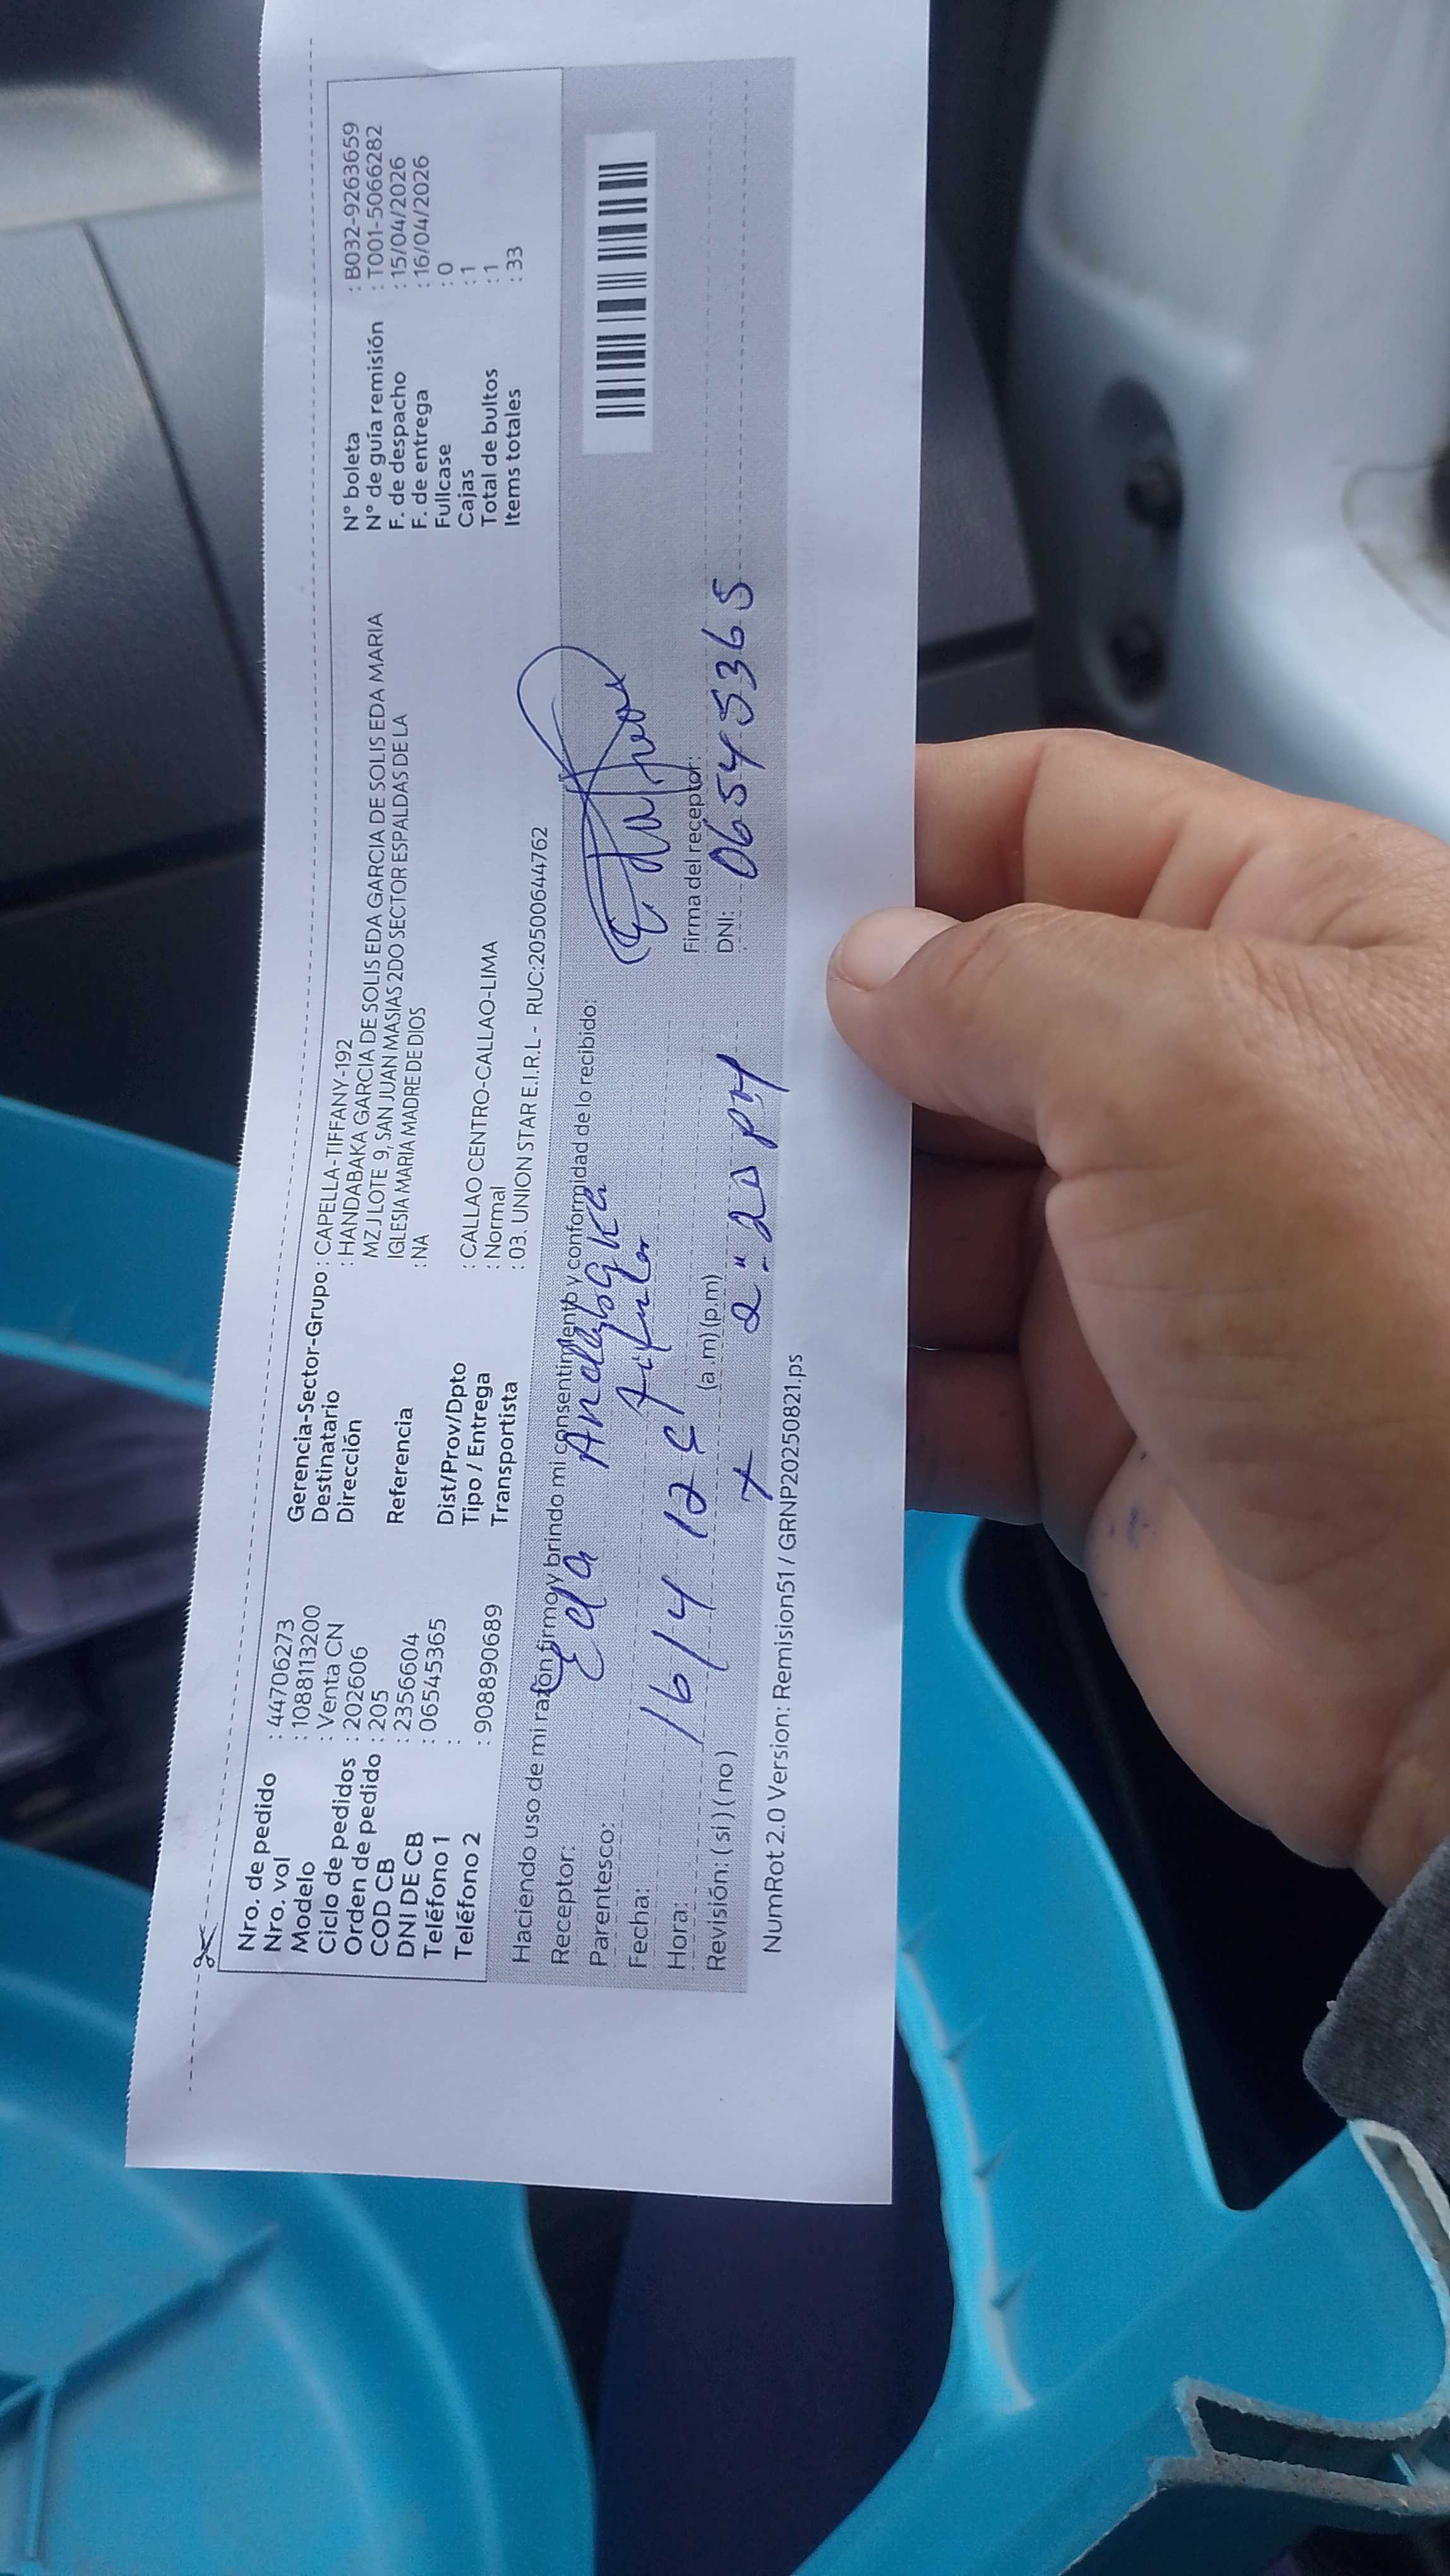 Nro. de pedido : 44706273
Nro. vol : 1088113200
Modelo : Venta CN
Ciclo de pedidos : 202606
Orden de pedido : 205
COD CB : 2356604
DNI DE CB : 06545365
Teléfono 1 :
Teléfono 2 : 908890689
Gerencia-Sector-Grupo : CAPELLA-TIFFANY-192
Destinatario : HANDABAKA GARCIA DE SOLIS EDA GARCIA DE SOLIS EDA MARIA
Dirección MZ J LOTE 9, SAN JUAN MASIAS 2DO SECTOR ESPALDAS DE LA
IGLESIA MARIA MADRE DE DIOS
Referencia : NA
Dist/Prov/Dpto : CALLAO CENTRO-CALLAO-LIMA
Tipo / Entrega : Normal
Transportista : 03. UNION STAR E.I.R.L - RUC:20500644762
N° boleta : B032-9263659
N° de guía remisión : T001-5066282
F. de despacho : 15/04/2026
F. de entrega : 16/04/2026
Fullcase : 0
Cajas : 1
Total de bultos : 1
Items totales : 33
Haciendo uso de mi razón firmo y brindo mi consentimiento y conformidad de lo recibido:
Receptor: Eda
Parentesco: Titular
Fecha: 16/4
Hora: (a.m) (p.m)
Revisión: ( si ) ( no )
Firma del receptor:
DNI: 06545365
NumRot 2.0 Version: Remision51 / GRNP20250821.ps